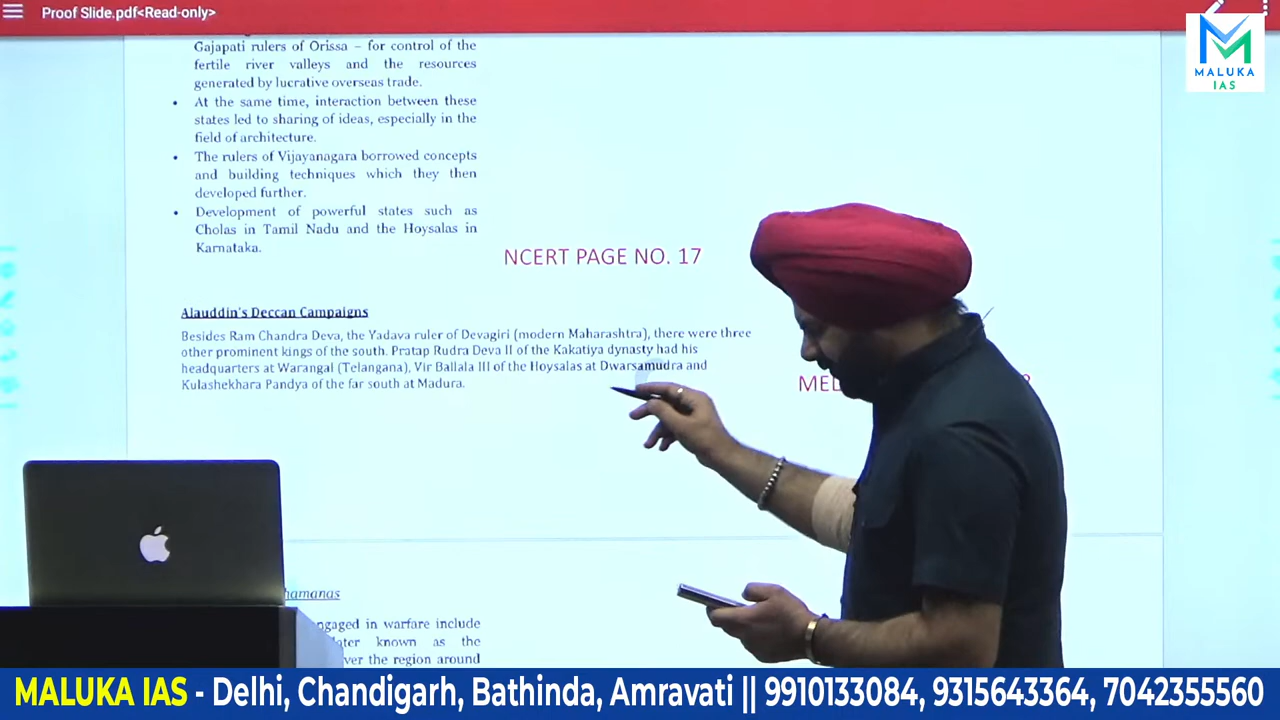 Proof Slide.pdf<Read-only>
MALUKA
IAS
Gajapati rulers of Orissa – for control of the
fertile river valleys and the resources
generated by lucrative overseas trade.
• At the same time, interaction between these
states led to sharing of ideas, especially in the
field of architecture.
• The rulers of Vijayanagara borrowed concepts
and building techniques which they then
developed further.
• Development of powerful states such as
Cholas in Tamil Nadu and the Hoysalas in
Karnataka.
NCERT PAGE NO. 17
Alauddin's Deccan Campaigns
Besides Ram Chandra Deva, the Yadava ruler of Devagiri (modern Maharashtra), there were three
other prominent kings of the south. Pratap Rudra Deva II of the Kakatiya dynasty had his
headquarters at Warangal (Telangana), Vir Ballala III of the Hoysalas at Dwarsamudra and
Kulashekhara Pandya of the far south at Madura.
engaged in warfare include
later known as the
over the region around
MALUKA IAS - Delhi, Chandigarh, Bathinda, Amravati || 9910133084, 9315643364, 7042355560